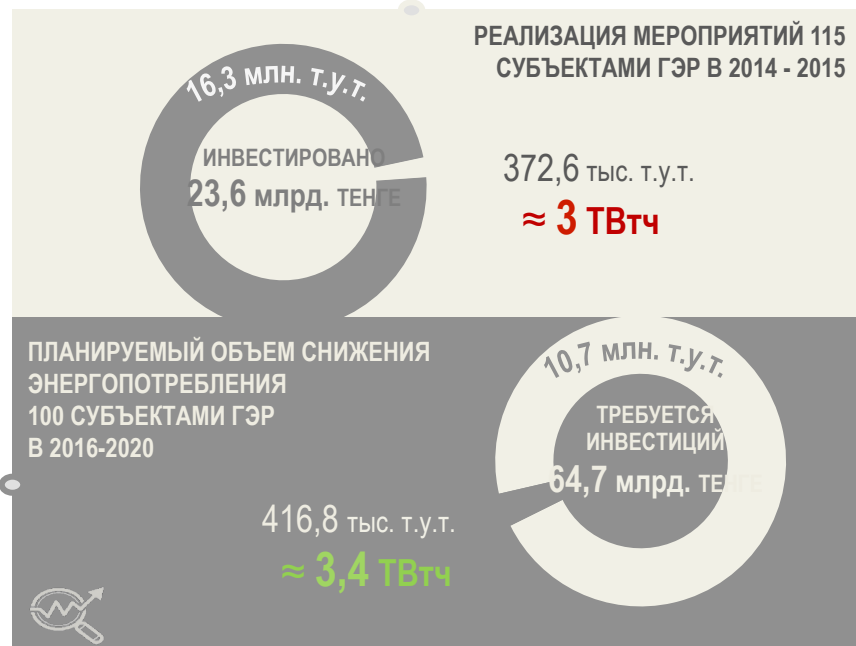 РЕАЛИЗАЦИЯ МЕРОПРИЯТИЙ 115
СУБЪЕКТАМИ ГЭР В 2014 - 2015
16,3 млн. т.у.т.
ИНВЕСТИРОВАНО
23,6 млрд. ТЕНГЕ
372,6 тыс. т.у.т.
≈ 3 ТВтч
ПЛАНИРУЕМЫЙ ОБЪЕМ СНИЖЕНИЯ
ЭНЕРГОПОТРЕБЛЕНИЯ
100 СУБЪЕКТАМИ ГЭР
В 2016-2020
10,7 млн. т.у.т.
ТРЕБУЕТСЯ
ИНВЕСТИЦИЙ
64,7 млрд. ТЕНГЕ
416,8 тыс. т.у.т.
≈ 3,4 ТВтч